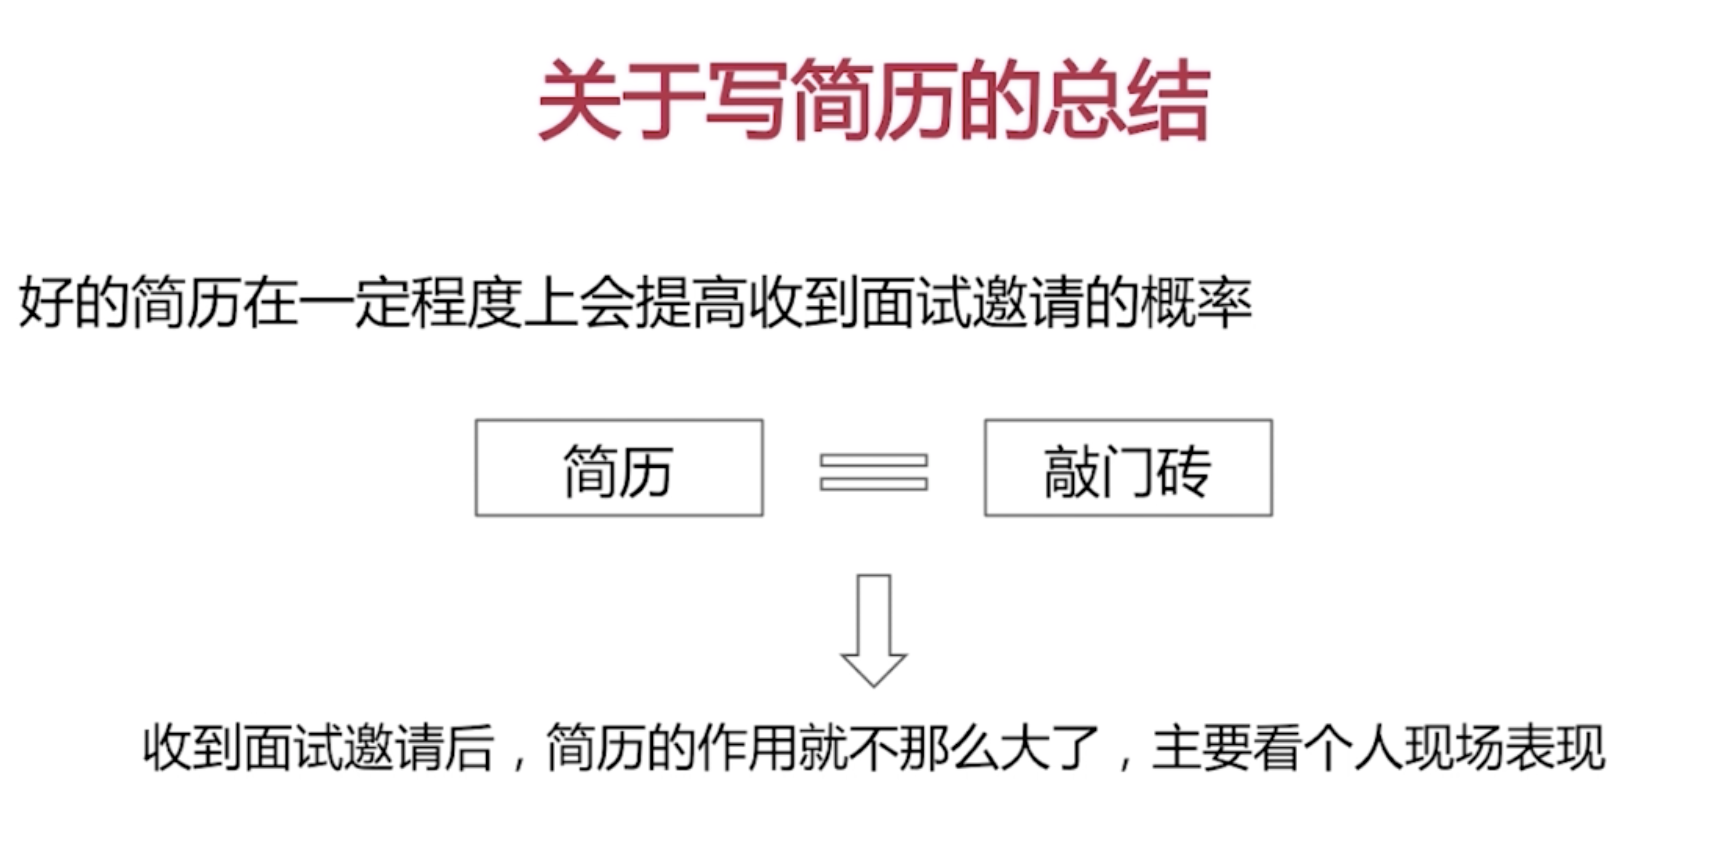 关于写简历的总结
好的简历在一定程度上会提高收到面试邀请的概率
简历
敲门砖
收到面试邀请后，简历的作用就不那么大了，主要看个人现场表现